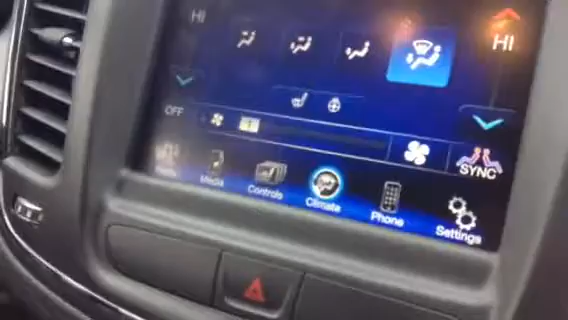 HI
HI
OFF
SYNC
Media
Controls
Climate
Phone
Settings